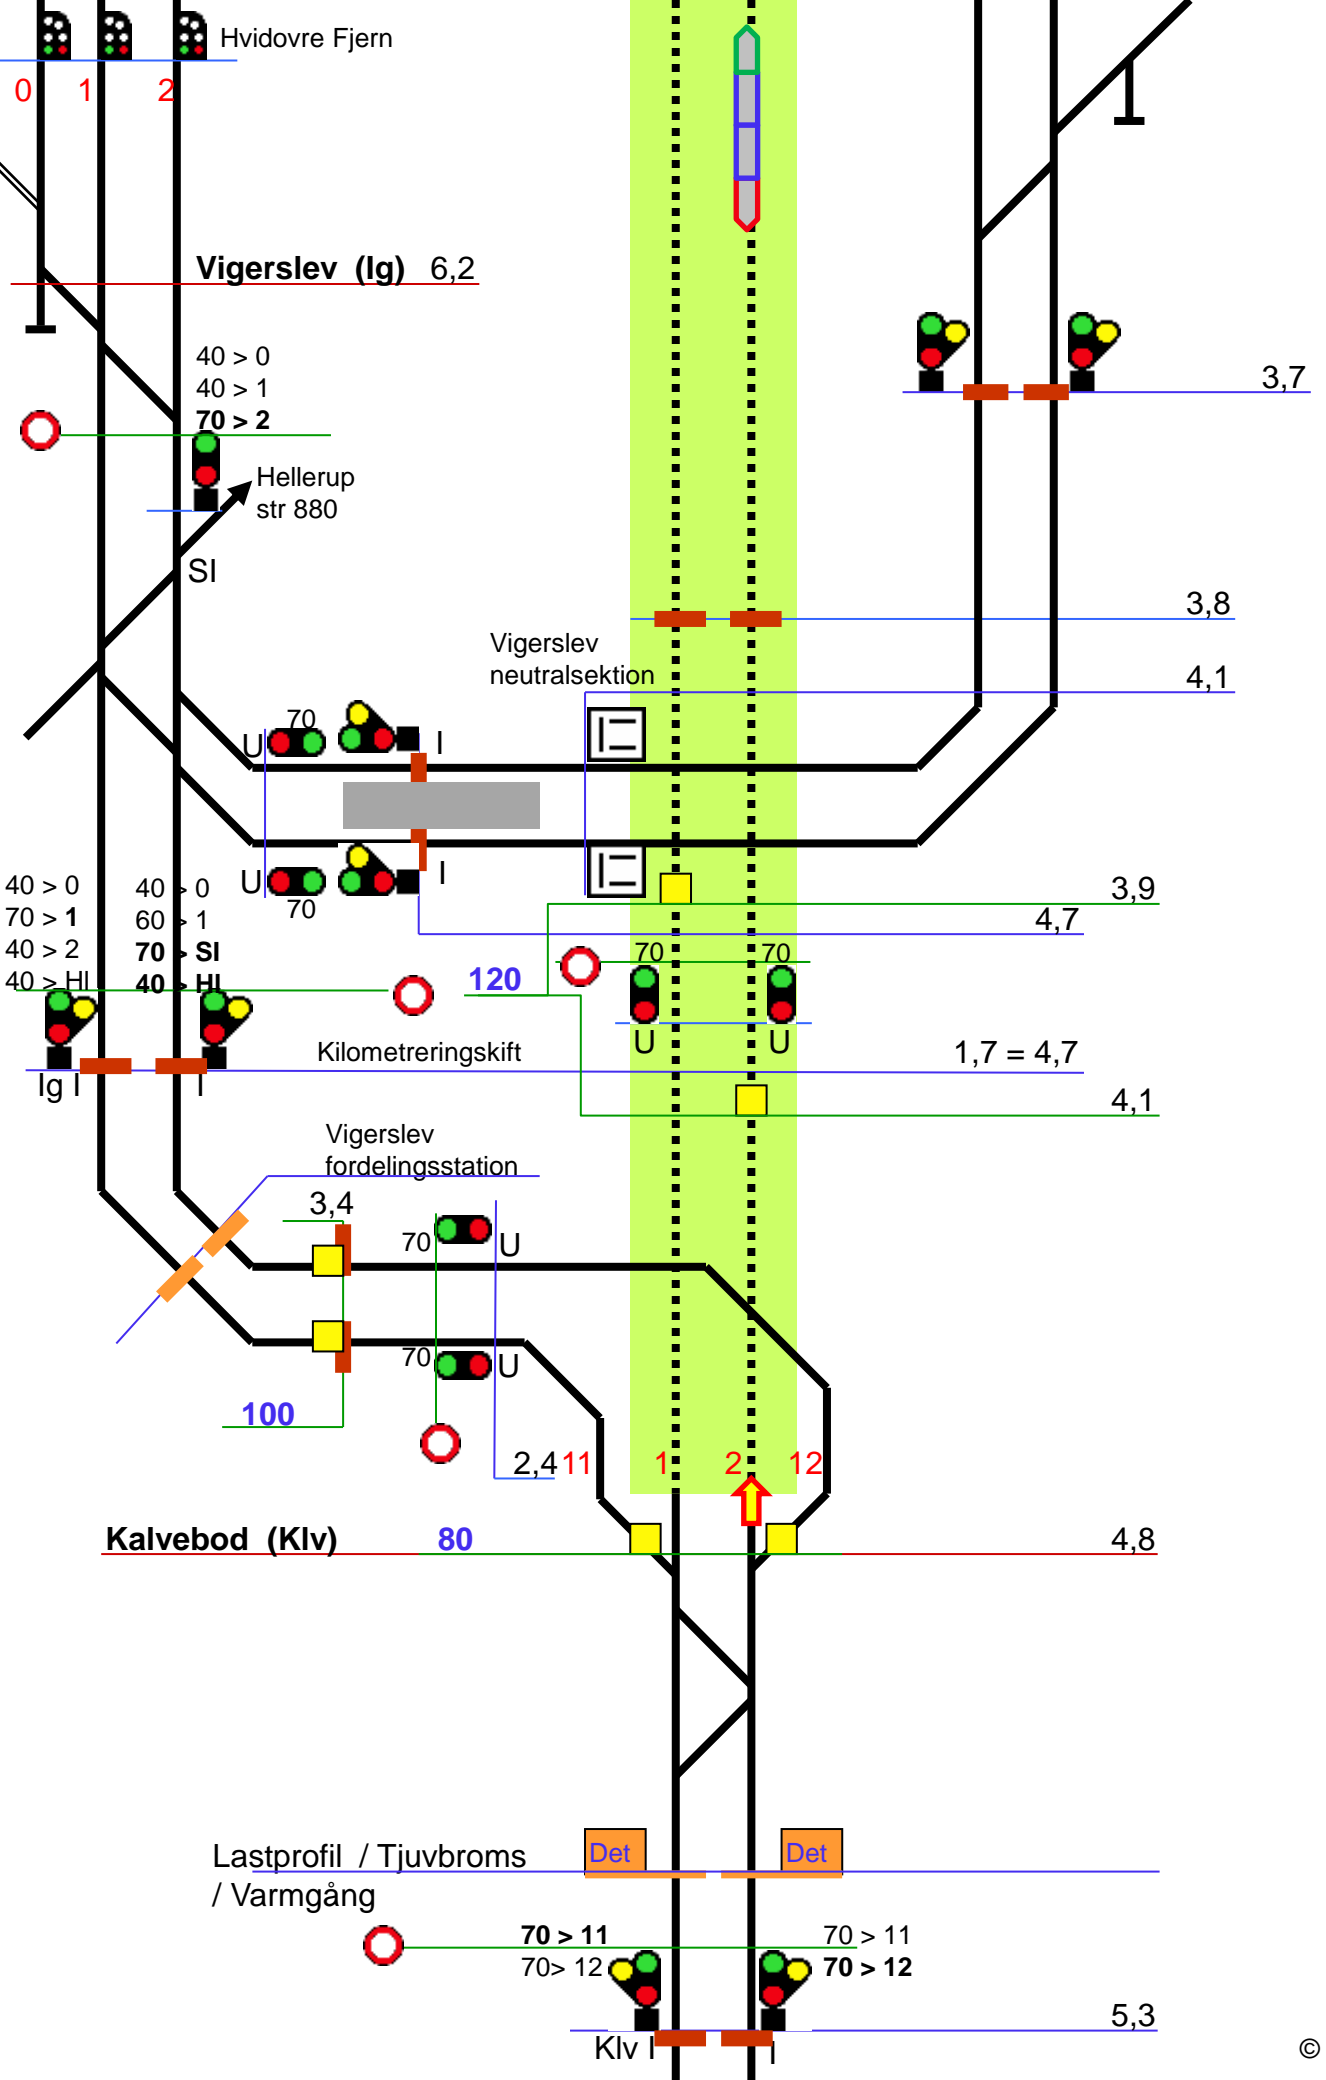 Hvidovre Fjern
0 1 2
Vigerslev (Ig) 6,2
40 > 0
40 > 1
70 > 2
3,7
Hellerup
str 880
SI
3,8
Vigerslev
neutralsektion
4,1
70
U
I
U
I
70
40 > 0
70 > 1
40 > 2
40 > HI
40 > 0
60 > 1
70 > SI
40 > HI
3,9
4,7
70 70
120
U U
Kilometreringskift
1,7 = 4,7
Ig I
I
4,1
Vigerslev
fordelingsstation
3,4
70
U
70
U
100
2,4
11 1 2 12
Kalvebod (Klv) 80 4,8
Det Det
Lastprofil / Tjuvbroms
/ Varmgång
70 > 11
70> 12
70 > 11
70 > 12
5,3
Klv I
I
©